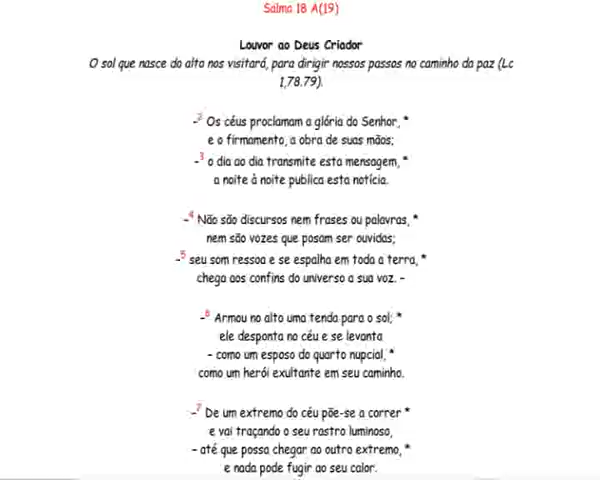 Salmo 18 A(19)
Louvor ao Deus Criador
O sol que nasce do alto nos visitará, para dirigir nossos passos no caminho da paz (Lc
1,78.79).
-2 Os céus proclamam a glória do Senhor, *
e o firmamento, a obra de suas mãos;
-3 o dia ao dia transmite esta mensagem, *
a noite à noite publica esta notícia.
-4 Não são discursos nem frases ou palavras, *
nem são vozes que posam ser ouvidas;
-5 seu som ressoa e se espalha em toda a terra, *
chega aos confins do universo a sua voz. -
-6 Armou no alto uma tenda para o sol; *
ele desponta no céu e se levanta
- como um esposo do quarto nupcial, *
como um herói exultante em seu caminho.
-7 De um extremo do céu põe-se a correr *
e vai traçando o seu rastro luminoso,
- até que possa chegar ao outro extremo, *
e nada pode fugir ao seu calor.